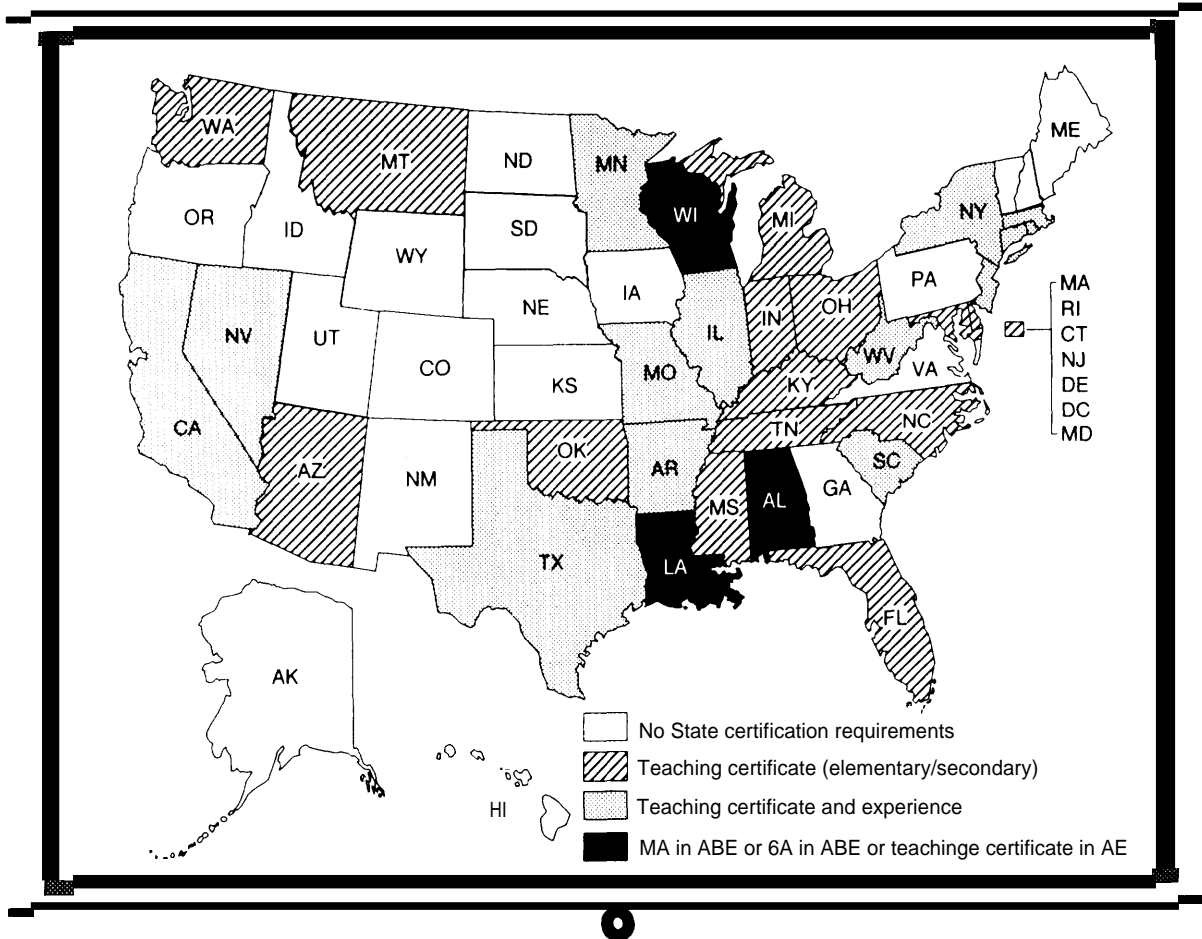 WA
MT
ND
MN
ME
OR
ID
SD
WI
MI
NY
WY
IA
PA
NE
IL
IN
OH
MA
RI
CT
NJ
DE
DC
MD
NV
UT
CO
KS
MO
WV
VA
KY
CA
AZ
NM
OK
AR
TN
NC
SC
MS
AL
GA
TX
LA
FL
AK
HI
No State certification requirements
Teaching certificate (elementary/secondary)
Teaching certificate and experience
MA in ABE or 6A in ABE or teachinge certificate in AE